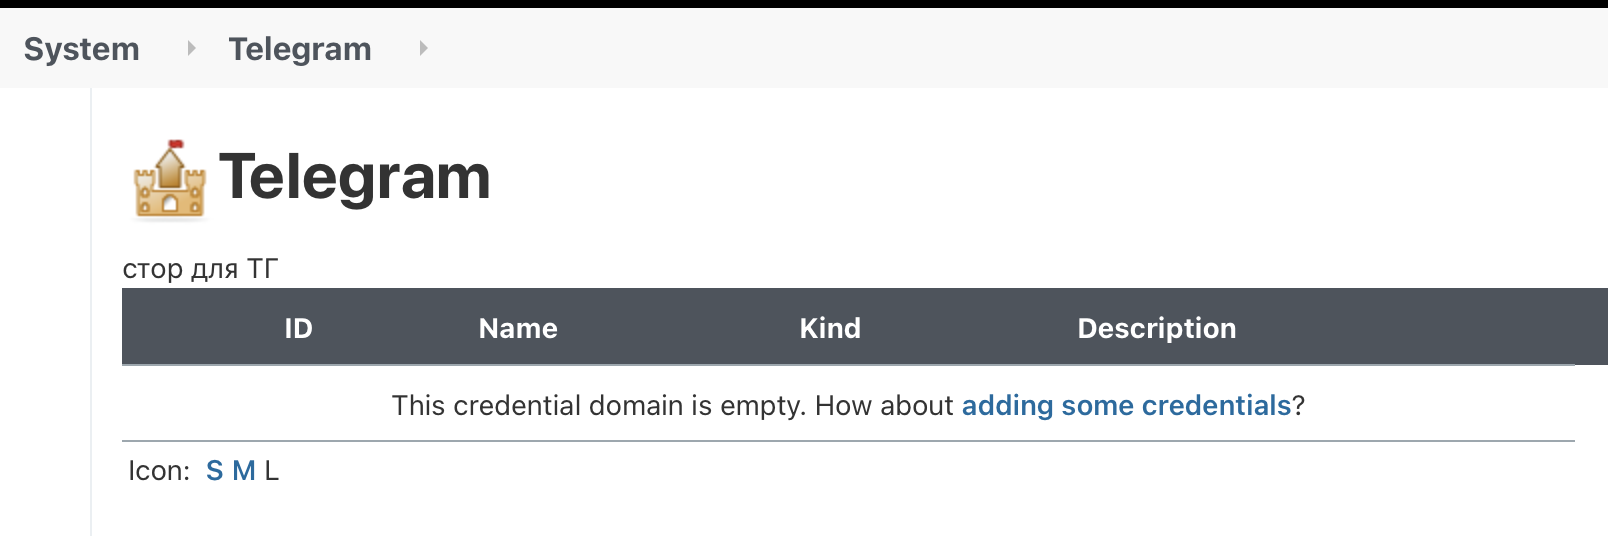 System Telegram
Telegram
стор для ТГ
ID Name Kind Description
This credential domain is empty. How about adding some credentials?
Icon: S M L